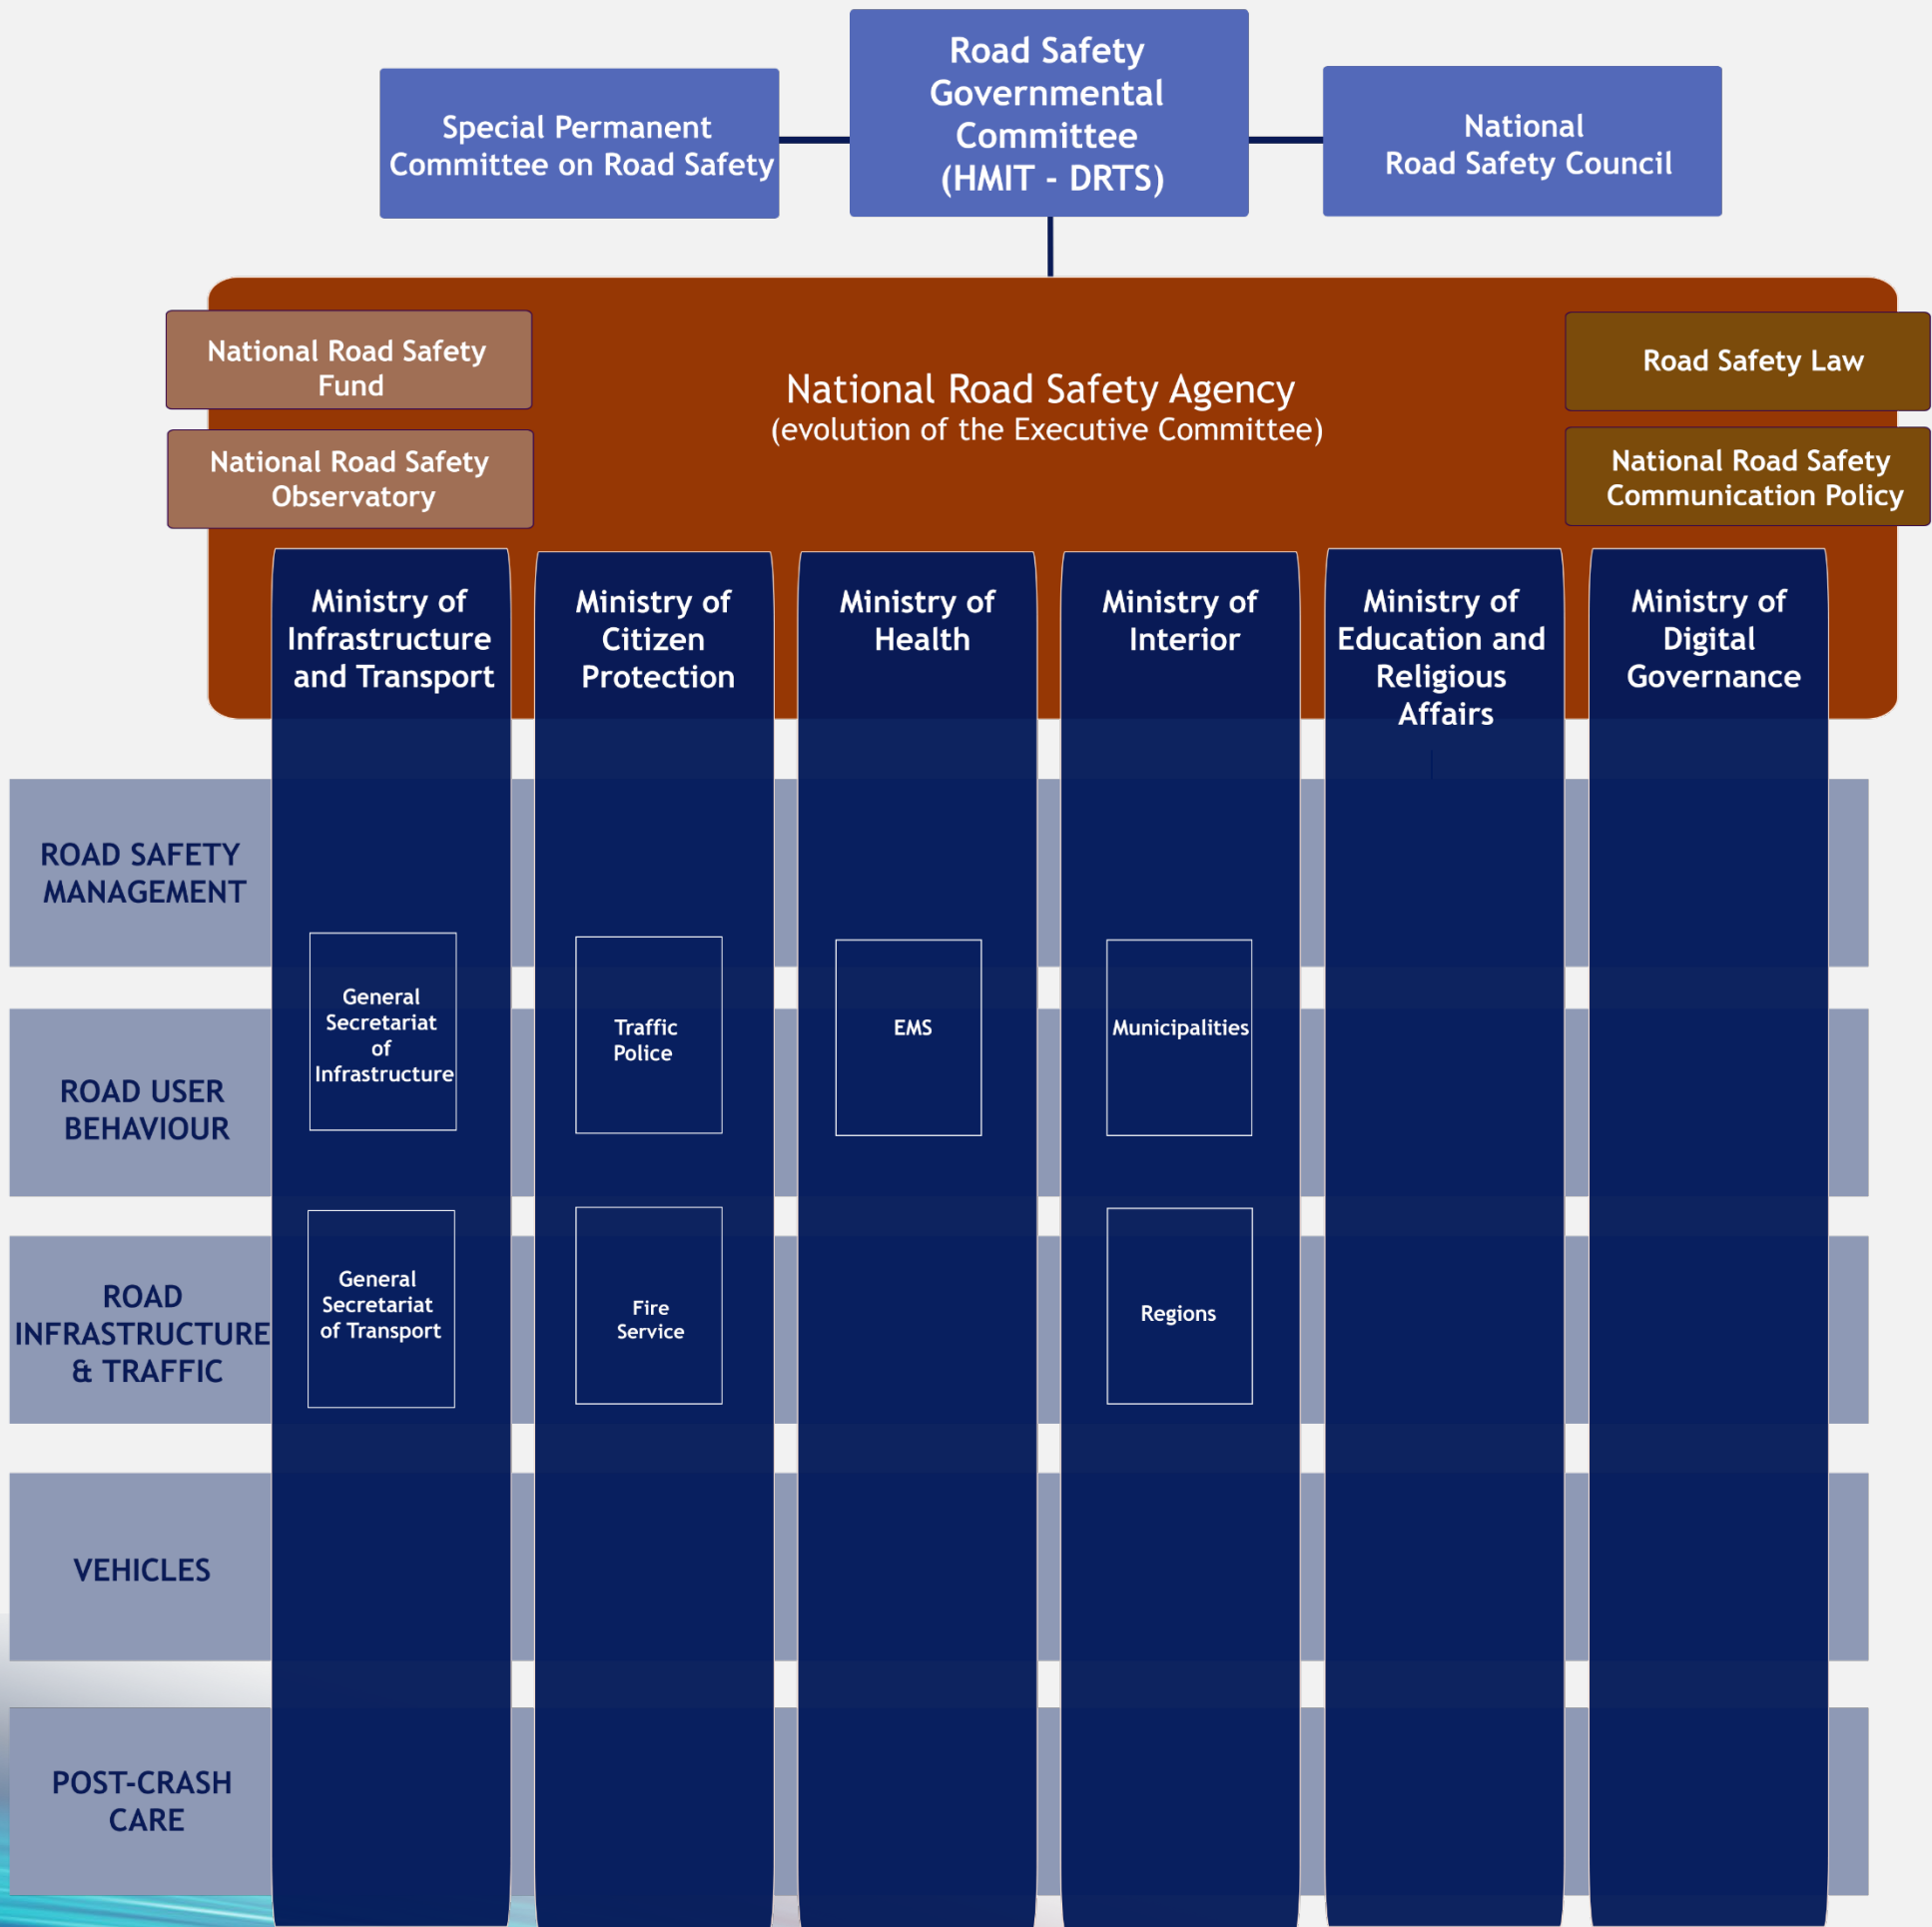 Road Safety
Governmental
Committee
(HMIT - DRTS)
Special Permanent
Committee on Road Safety
National
Road Safety Council
National Road Safety
Fund
National Road Safety
Observatory
National Road Safety Agency
(evolution of the Executive Committee)
Road Safety Law
National Road Safety
Communication Policy
Ministry of
Infrastructure
and Transport
Ministry of
Citizen
Protection
Ministry of
Health
Ministry of
Interior
Ministry of
Education and
Religious
Affairs
Ministry of
Digital
Governance
ROAD SAFETY
MANAGEMENT
General
Secretariat
of
Infrastructure
Traffic
Police
EMS
Municipalities
ROAD USER
BEHAVIOUR
General
Secretariat
of Transport
Fire
Service
Regions
ROAD
INFRASTRUCTURE
& TRAFFIC
VEHICLES
POST-CRASH
CARE